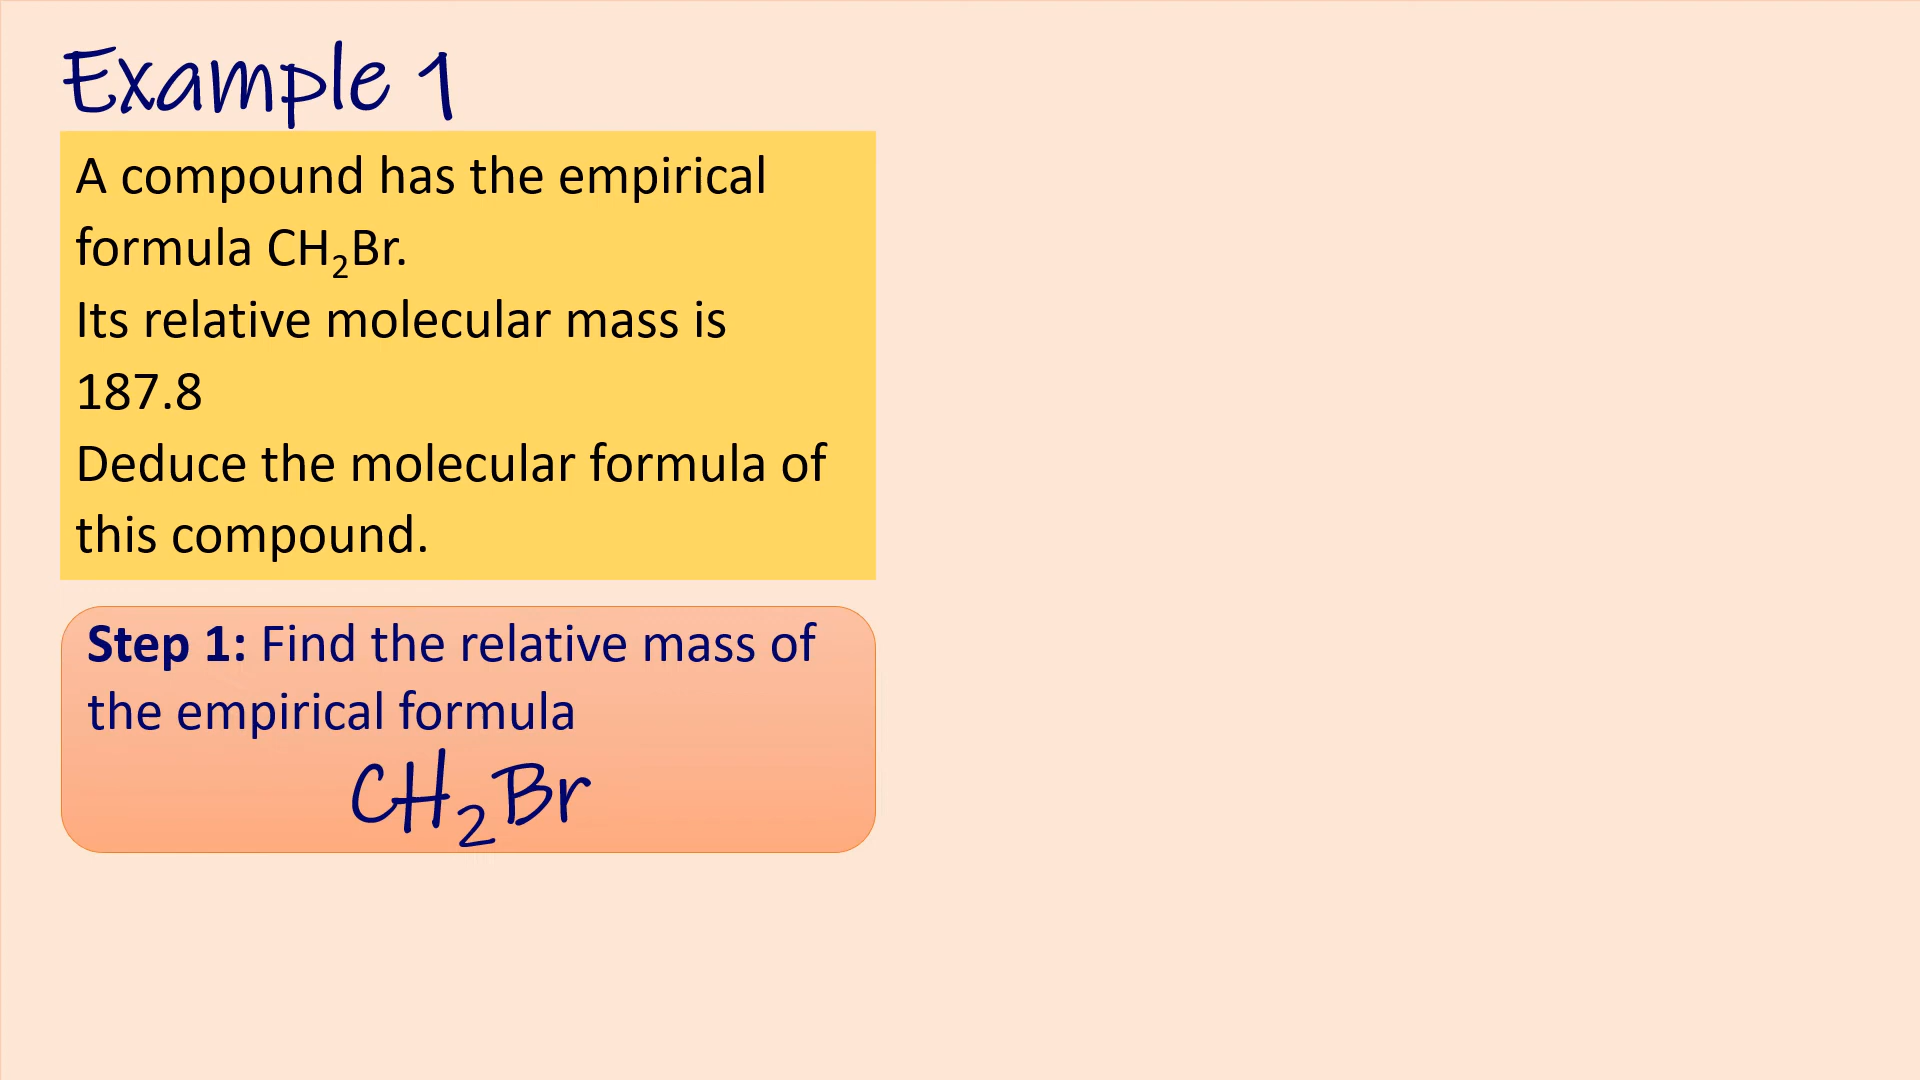 Example 1
A compound has the empirical
formula CH₂Br.
Its relative molecular mass is
187.8
Deduce the molecular formula of
this compound.
Step 1: Find the relative mass of
the empirical formula
CH₂Br